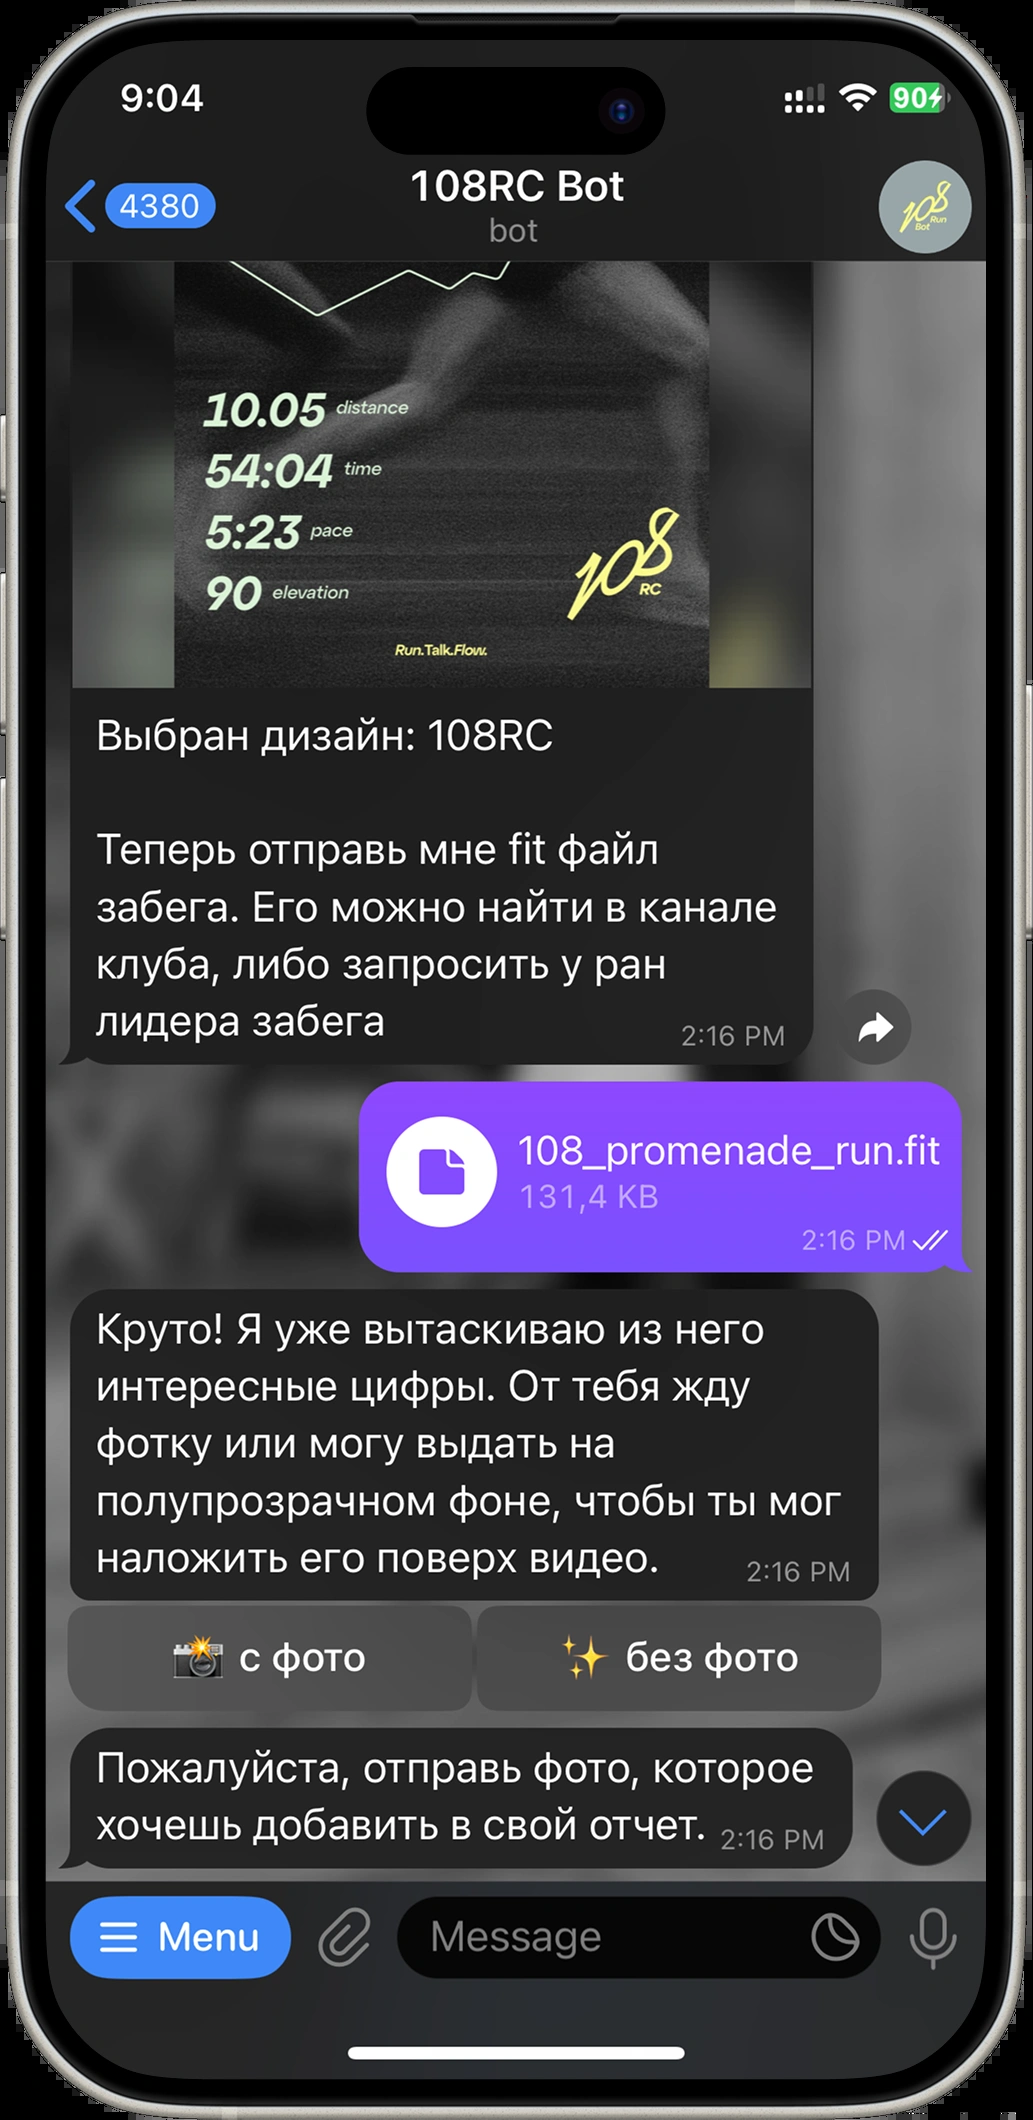 9:04
90
4380
108RC Bot
bot
108
Run
Bot
10.05 distance
54:04 time
5:23 pace
90 elevation
108
RC
Run.Talk.Flow.
Выбран дизайн: 108RC
Теперь отправь мне fit файл
забега. Его можно найти в канале
клуба, либо запросить у ран
лидера забега
2:16 PM
108_promenade_run.fit
131,4 KB
2:16 PM
Круто! Я уже вытаскиваю из него
интересные цифры. От тебя жду
фотку или могу выдать на
полупрозрачном фоне, чтобы ты мог
наложить его поверх видео.
2:16 PM
📸 с фото
✨ без фото
Пожалуйста, отправь фото, которое
хочешь добавить в свой отчет. 2:16 PM
Menu
Message